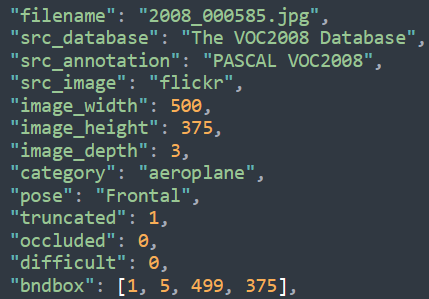 "filename": "2008_000585.jpg",
"src_database": "The VOC2008 Database",
"src_annotation": "PASCAL VOC2008",
"src_image": "flickr",
"image_width": 500,
"image_height": 375,
"image_depth": 3,
"category": "aeroplane",
"pose": "Frontal",
"truncated": 1,
"occluded": 0,
"difficult": 0,
"bndbox": [1, 5, 499, 375],